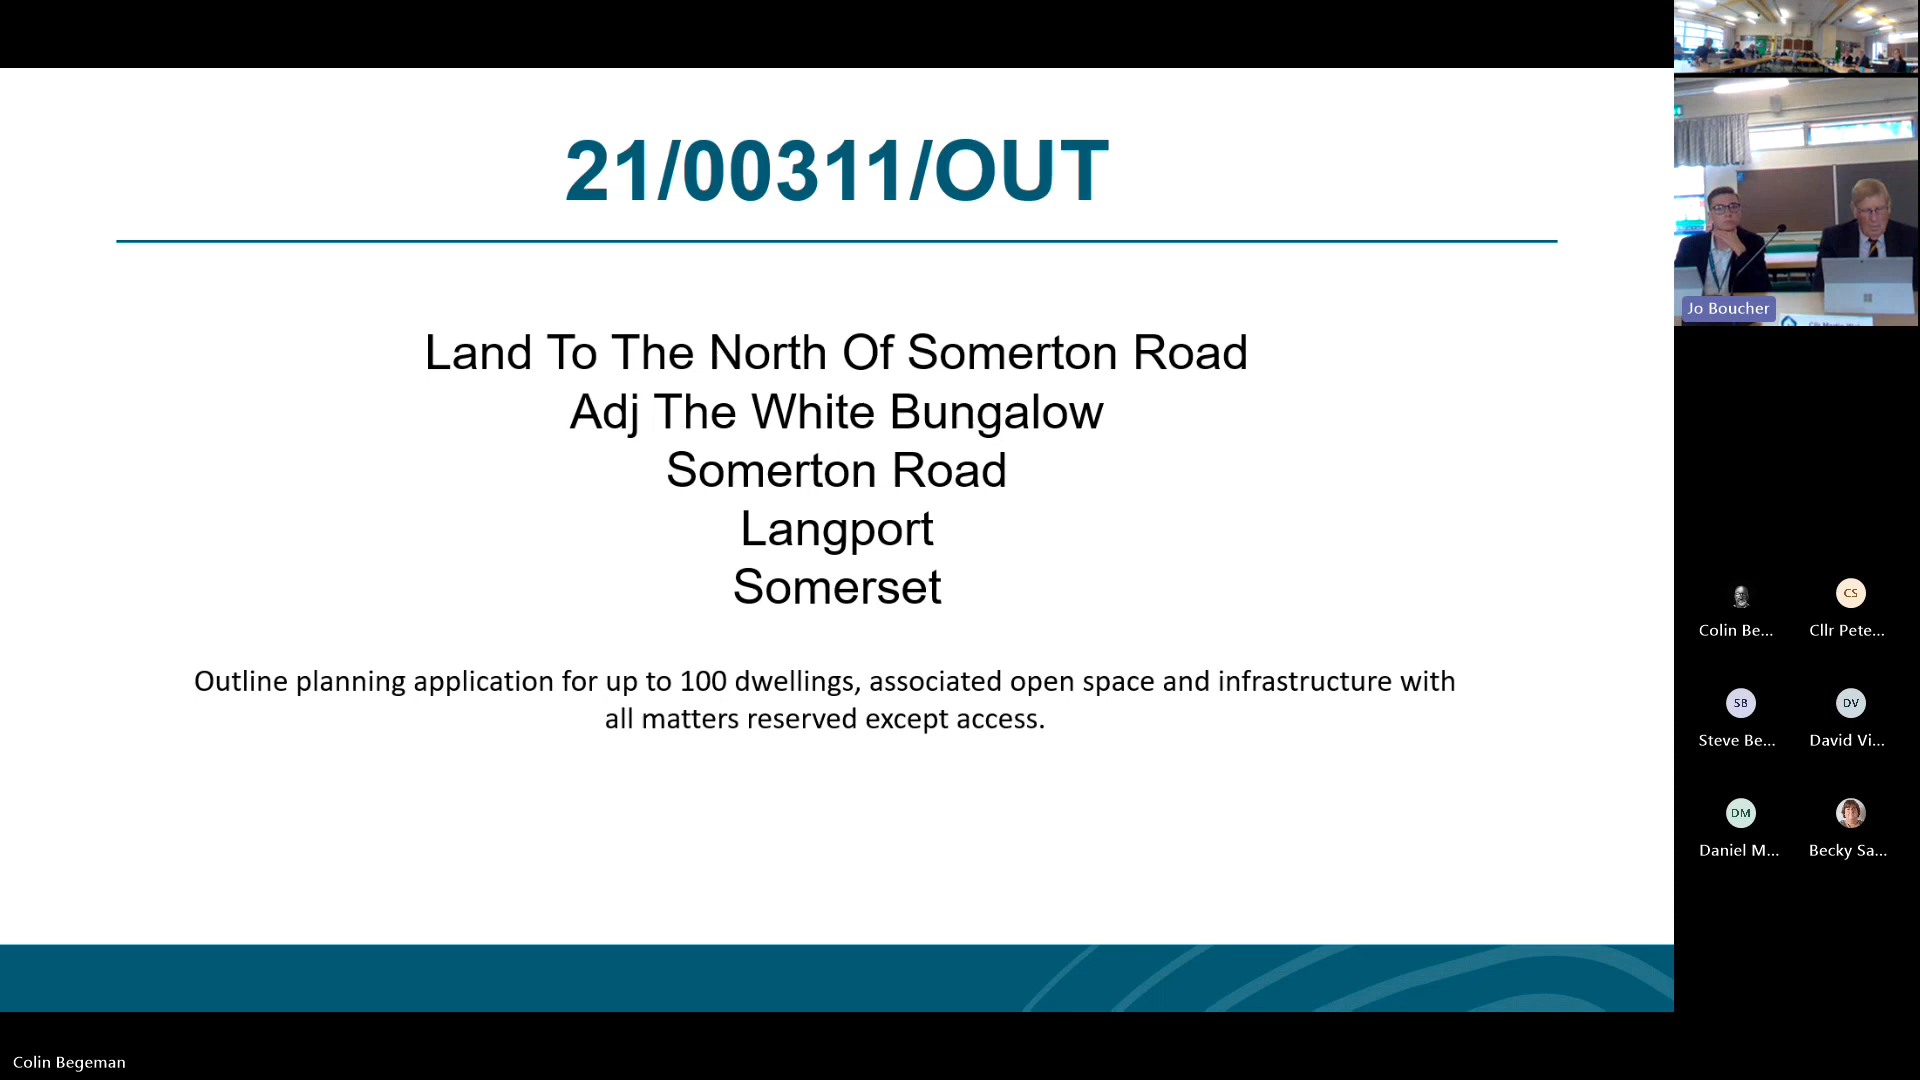 21/00311/OUT
Land To The North Of Somerton Road
Adj The White Bungalow
Somerton Road
Langport
Somerset
Outline planning application for up to 100 dwellings, associated open space and infrastructure with
all matters reserved except access.
Jo Boucher
CS
Colin Be...
Cllr Pete...
SB
DV
Steve Be...
David Vi...
DM
Daniel M...
Becky Sa...
Colin Begeman